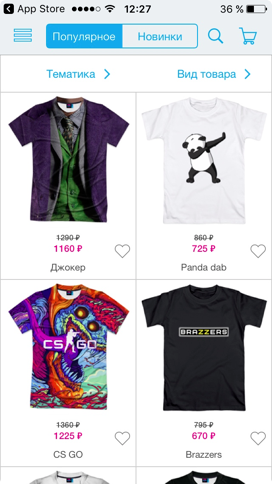 App Store 12:27 36 %
Популярное Новинки
Тематика Вид товара
1290 ₽ 860 ₽
1160 ₽ 725 ₽
Джокер Panda dab
CS GO BRAZZERS
1360 ₽ 795 ₽
1225 ₽ 670 ₽
CS GO Brazzers